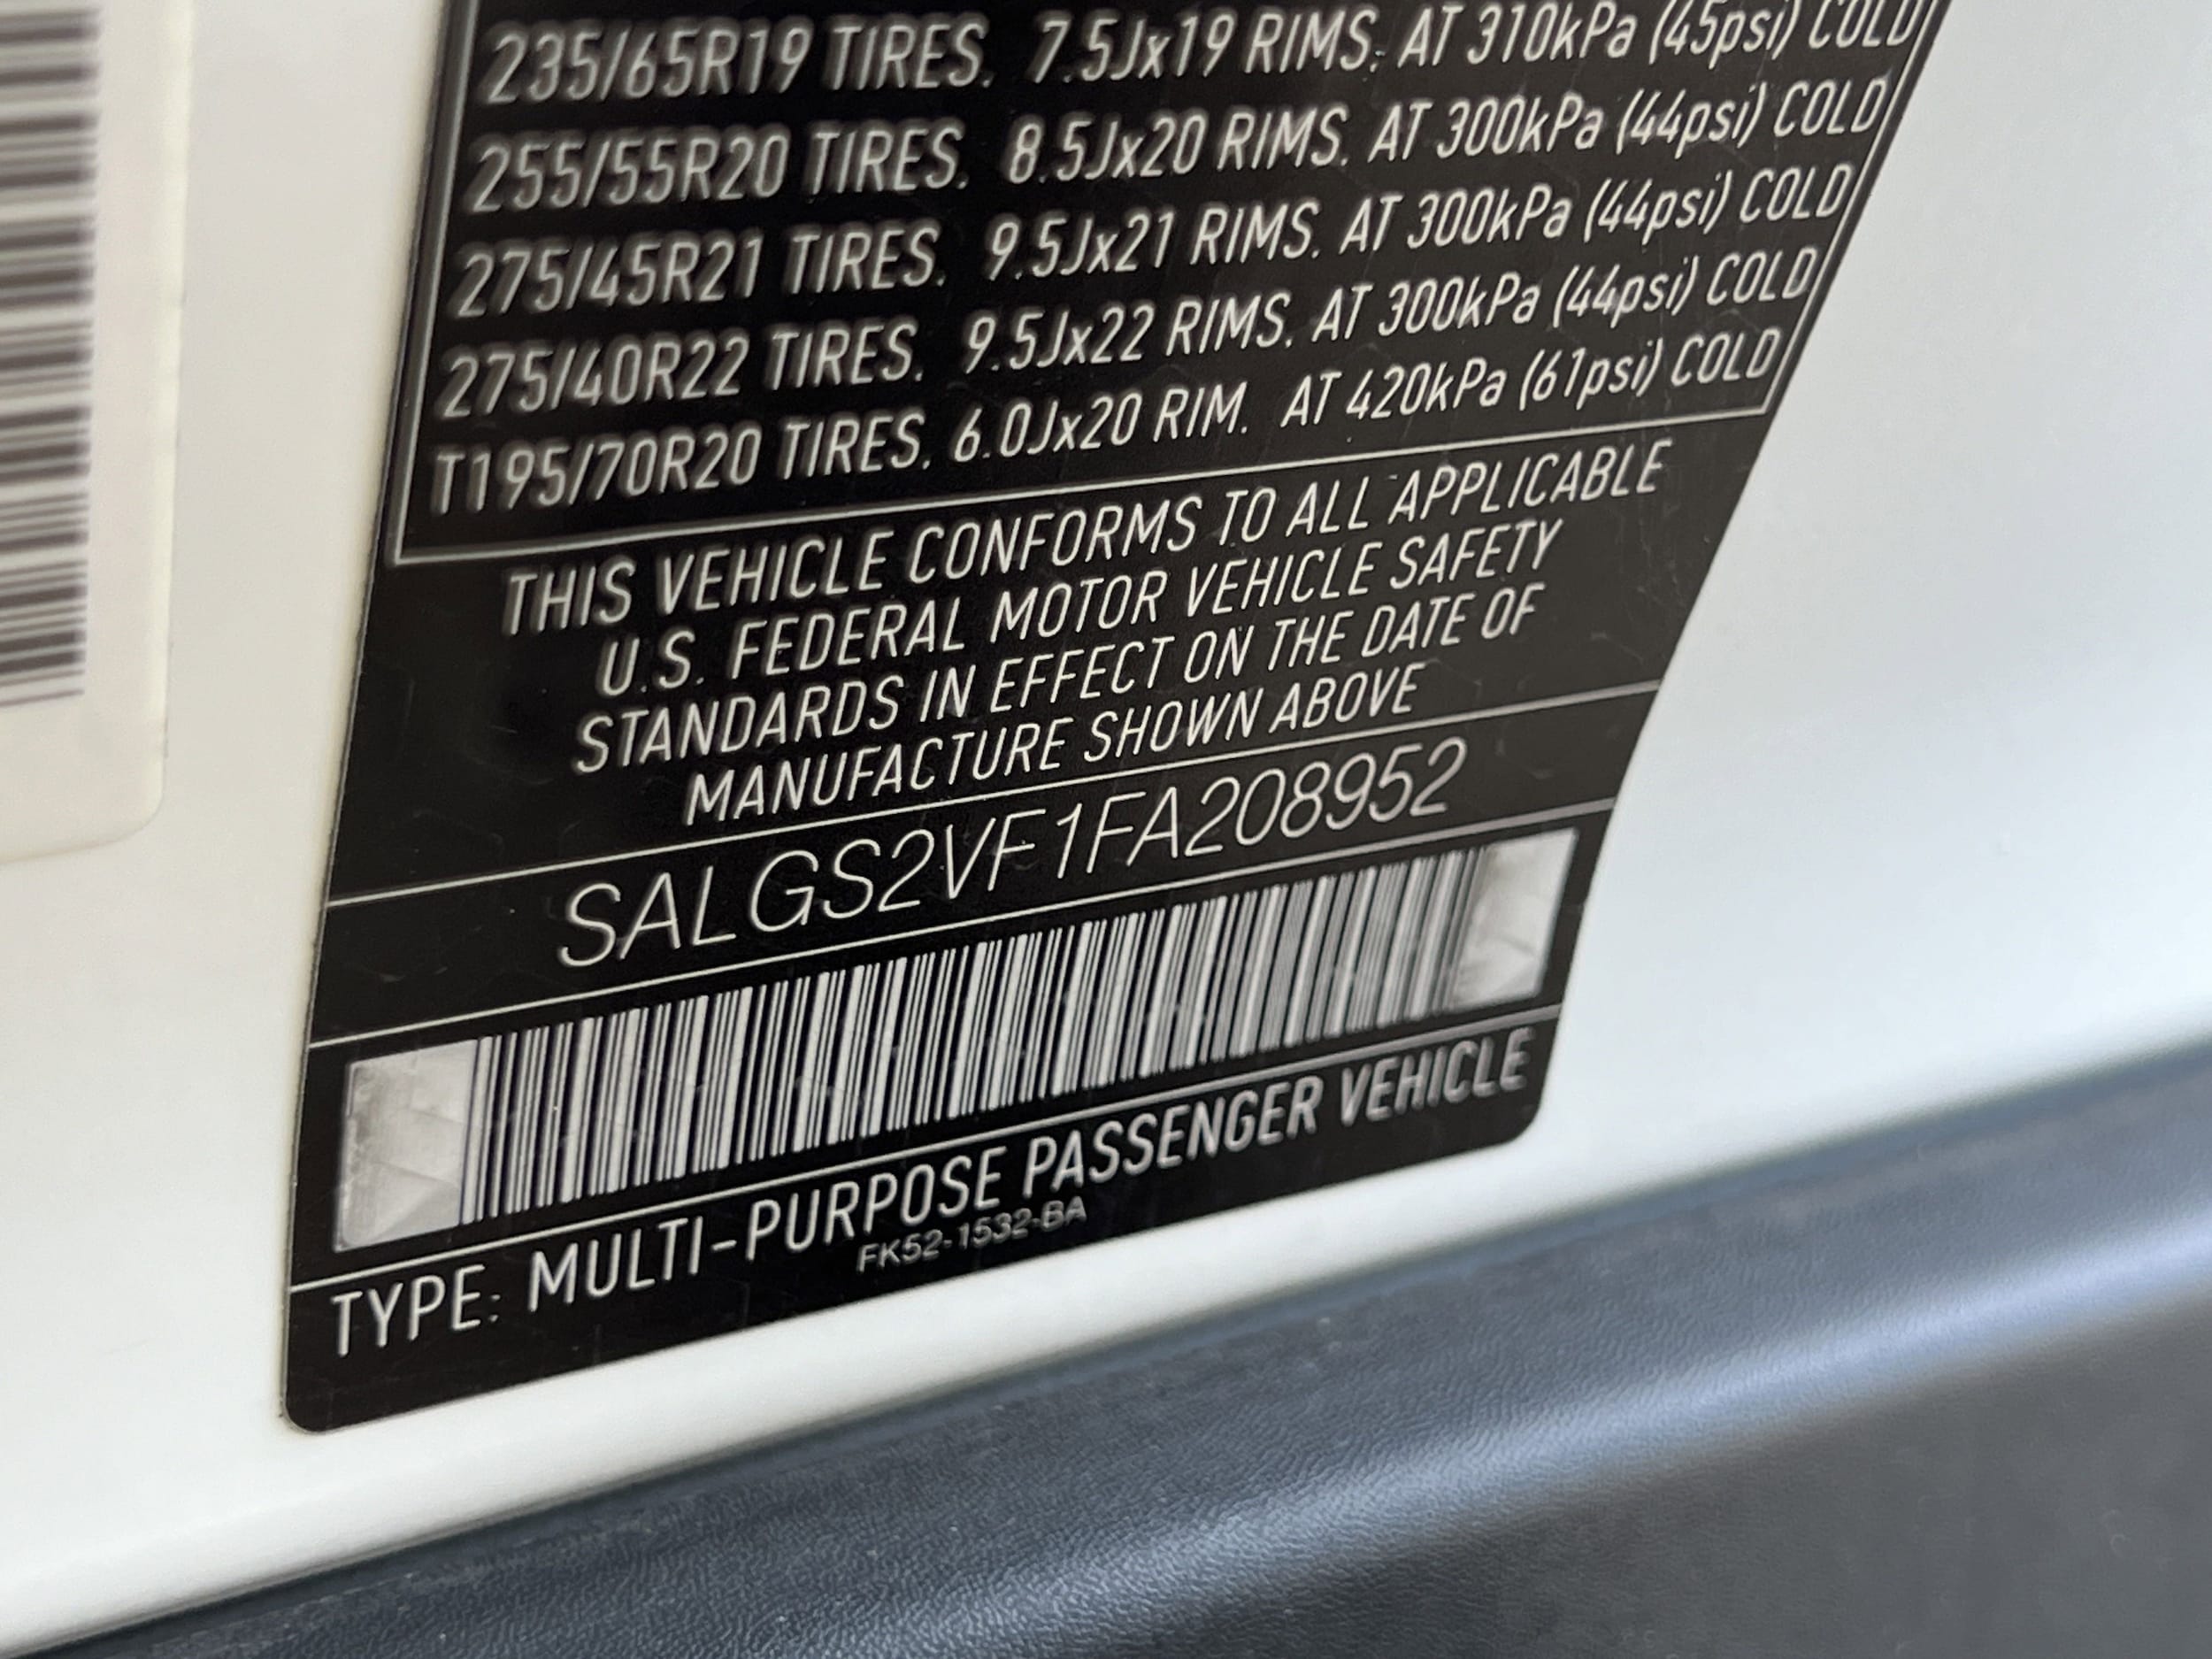 235/65R19 TIRES. 7.5Jx19 RIMS. AT 310kPa (45psi) COLD
255/55R20 TIRES. 8.5Jx20 RIMS. AT 300kPa (44psi) COLD
275/45R21 TIRES. 9.5Jx21 RIMS. AT 300kPa (44psi) COLD
275/40R22 TIRES. 9.5Jx22 RIMS. AT 300kPa (44psi) COLD
T195/70R20 TIRES. 6.0Jx20 RIM. AT 420kPa (61psi) COLD
THIS VEHICLE CONFORMS TO ALL APPLICABLE
U.S. FEDERAL MOTOR VEHICLE SAFETY
STANDARDS IN EFFECT ON THE DATE OF
MANUFACTURE SHOWN ABOVE
SALGS2VF1FA208952
TYPE: MULTI-PURPOSE PASSENGER VEHICLE
FK52-1532-BA